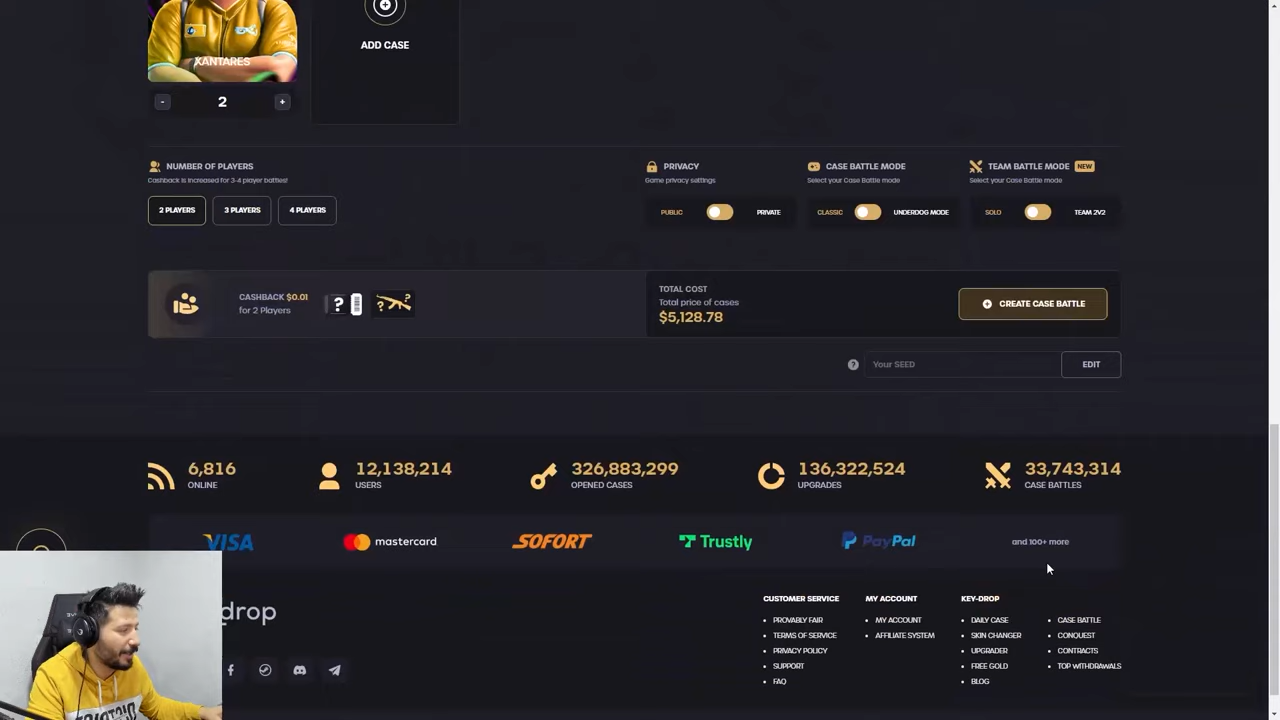 XANTARES
ADD CASE
- 2 +
NUMBER OF PLAYERS
Cashback is increased for 3-4 player battles!
2 PLAYERS
3 PLAYERS
4 PLAYERS
PRIVACY
Game privacy settings
PUBLIC
PRIVATE
CASE BATTLE MODE
Select your Case Battle mode
CLASSIC
UNDERDOG MODE
TEAM BATTLE MODE NEW
Select your Case Battle mode
SOLO
TEAM 2V2
CASHBACK $0.01
for 2 Players
TOTAL COST
Total price of cases
$5,128.78
CREATE CASE BATTLE
Your SEED
EDIT
6,816
ONLINE
12,138,214
USERS
326,883,299
OPENED CASES
136,322,524
UPGRADES
33,743,314
CASE BATTLES
VISA
mastercard
SOFORT
Trustly
PayPal
and 100+ more
drop
CUSTOMER SERVICE
PROVABLY FAIR
TERMS OF SERVICE
PRIVACY POLICY
SUPPORT
FAQ
MY ACCOUNT
MY ACCOUNT
AFFILIATE SYSTEM
KEY-DROP
DAILY CASE
SKIN CHANGER
UPGRADER
FREE GOLD
BLOG
CASE BATTLE
CONQUEST
CONTRACTS
TOP WITHDRAWALS